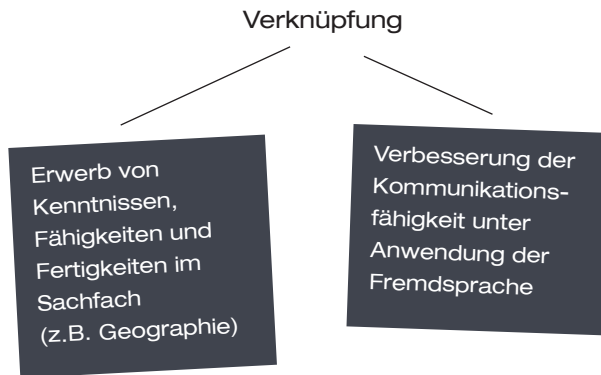 Verknüpfung
Erwerb von
Kenntnissen,
Fähigkeiten und
Fertigkeiten im
Sachfach
(z.B. Geographie)
Verbesserung der
Kommunikations-
fähigkeit unter
Anwendung der
Fremdsprache